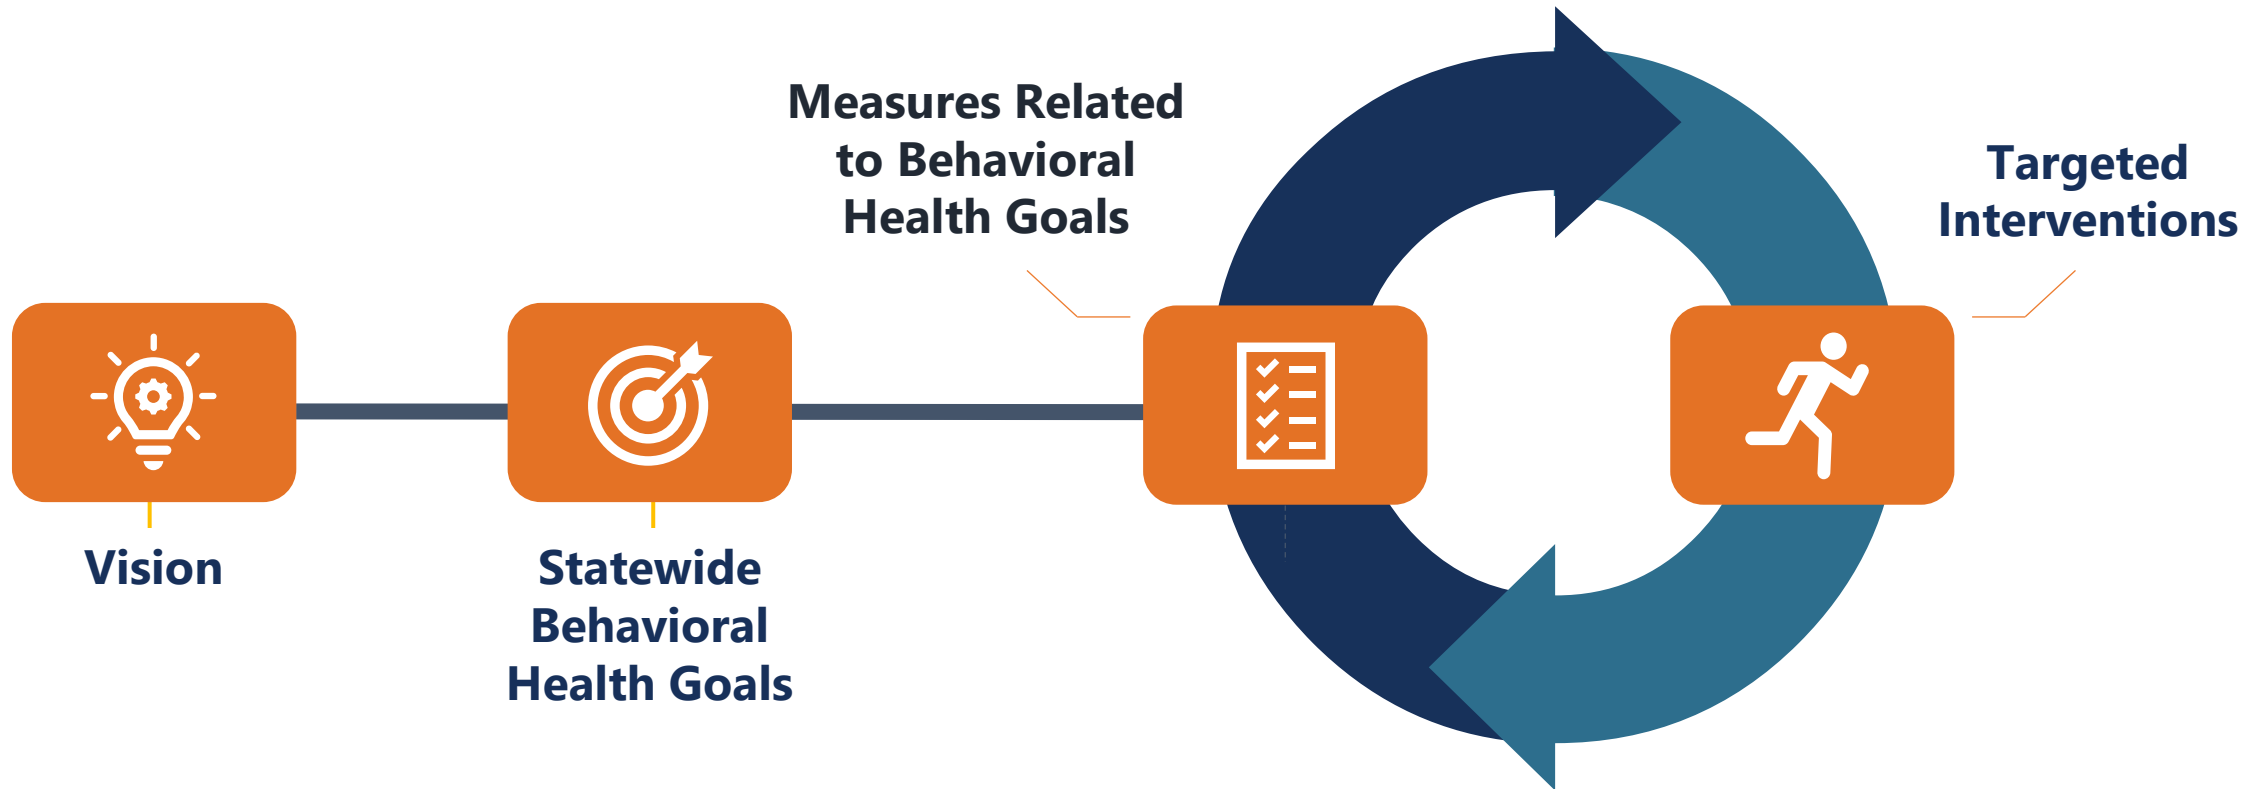 Vision
Statewide
Behavioral
Health Goals
Measures Related
to Behavioral
Health Goals
Targeted
Interventions